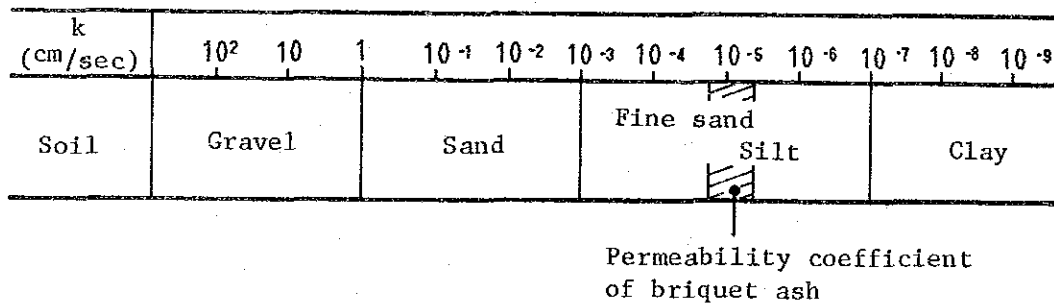 k
(cm/sec) 10² 10 1 10⁻¹ 10⁻² 10⁻³ 10⁻⁴ 10⁻⁵ 10⁻⁶ 10⁻⁷ 10⁻⁸ 10⁻⁹
Fine sand
Soil Gravel Sand Silt Clay
Permeability coefficient
of briquet ash